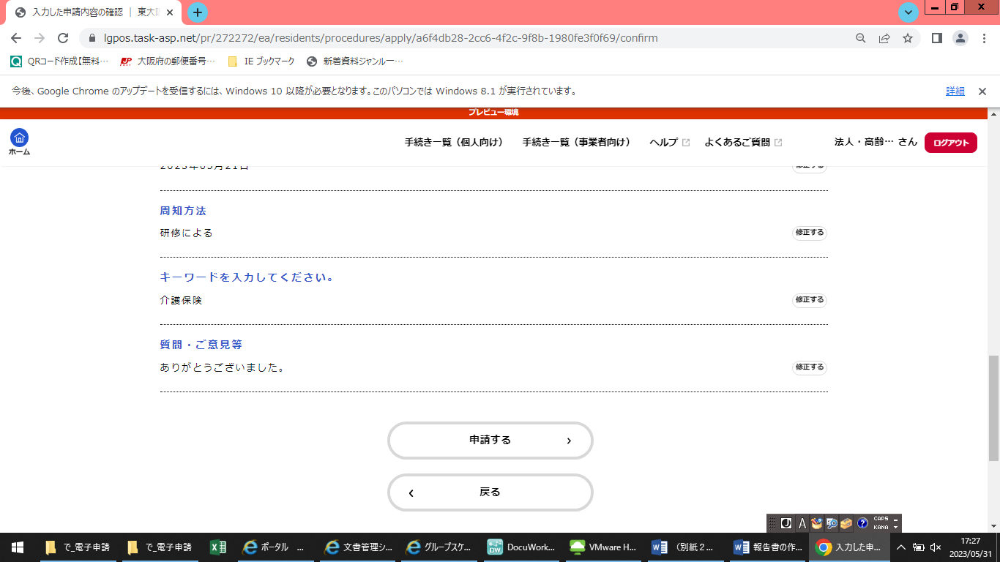 入力した申請内容の確認 ｜ 東大阪
lgpos.task-asp.net/pr/272272/ea/residents/procedures/apply/a6f4db28-2cc6-4f2c-9f8b-1980fe3f0f69/confirm
QRコード作成【無料… 大阪府の郵便番号… IE ブックマーク 新着資料ジャンル一…
今後、Google Chrome のアップデートを受信するには、Windows 10 以降が必要となります。このパソコンでは Windows 8.1 が実行されています。 詳細
プレビュー環境
ホーム 手続き一覧（個人向け） 手続き一覧（事業者向け） ヘルプ よくあるご質問 法人・高齢… さん ログアウト
修正する
周知方法
研修による 修正する
キーワードを入力してください。
介護保険 修正する
質問・ご意見等
ありがとうございました。 修正する
申請する
戻る
A CAPS KANA
で_電子申請 で_電子申請 ポータル … 文書管理シ... グループスケ... DocuWork... VMware H... （別紙２... 報告書の作... 入力した申... 17:27
2023/05/31